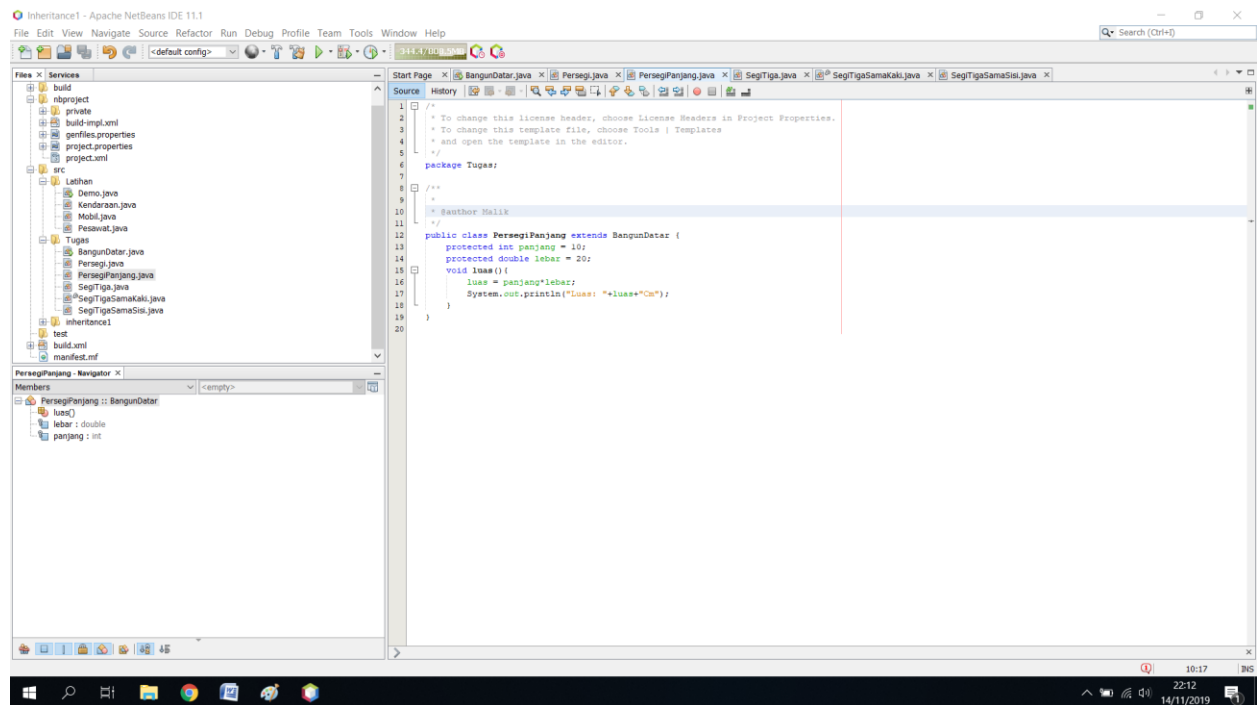 Inheritance1 - Apache NetBeans IDE 11.1
File Edit View Navigate Source Refactor Run Debug Profile Team Tools Window Help
Search (Ctrl+I)
<default config>
Files Services
build
nbproject
private
build-impl.xml
genfiles.properties
project.properties
project.xml
src
Latihan
Demo.java
Kendaraan.java
Mobil.java
Pesawat.java
Tugas
BangunDatar.java
Persegi.java
PersegiPanjang.java
SegiTiga.java
SegiTigaSamaKaki.java
SegiTigaSamaSisi.java
inheritance1
test
build.xml
manifest.mf
PersegiPanjang - Navigator
Members <empty>
PersegiPanjang :: BangunDatar
luas()
lebar : double
panjang : int
Start Page BangunDatar.java Persegi.java PersegiPanjang.java SegiTiga.java SegiTigaSamaKaki.java SegiTigaSamaSisi.java
Source History
1 /*
2 * To change this license header, choose License Headers in Project Properties.
3 * To change this template file, choose Tools | Templates
4 * and open the template in the editor.
5 */
6 package Tugas;
7
8 /**
9 *
10 * @author Malik
11 */
12 public class PersegiPanjang extends BangunDatar {
13 protected int panjang = 10;
14 protected double lebar = 20;
15 void luas(){
16 luas = panjang*lebar;
17 System.out.println("Luas: "+luas+"Cm");
18 }
19 }
20
10:17 INS
22:12
14/11/2019